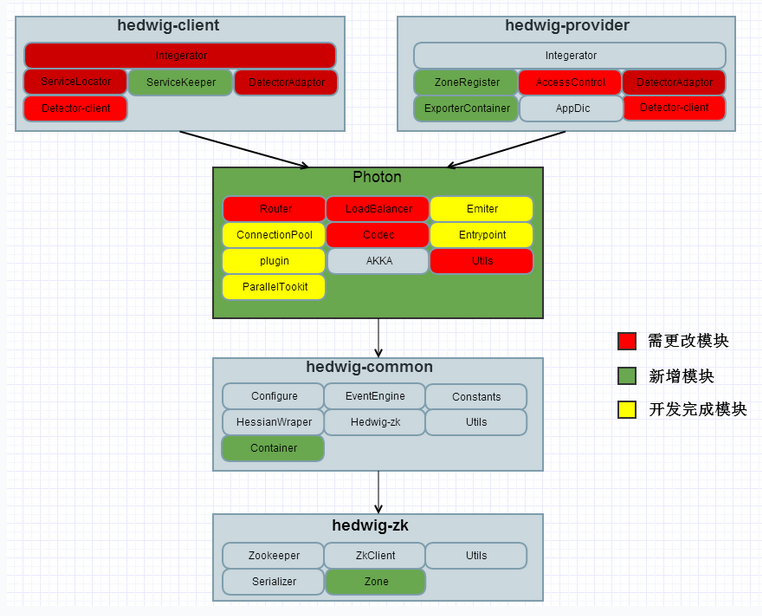 hedwig-client
Integerator
ServiceLocator ServiceKeeper DetectorAdaptor
Detector-client
hedwig-provider
Integerator
ZoneRegister AccessControl DetectorAdaptor
ExporterContainer AppDic Detector-client
Photon
Router LoadBalancer Emiter
ConnectionPool Codec Entrypoint
plugin AKKA Utils
ParallelTookit
需更改模块
新增模块
开发完成模块
hedwig-common
Configure EventEngine Constants
HessianWraper Hedwig-zk Utils
Container
hedwig-zk
Zookeeper ZkClient Utils
Serializer Zone